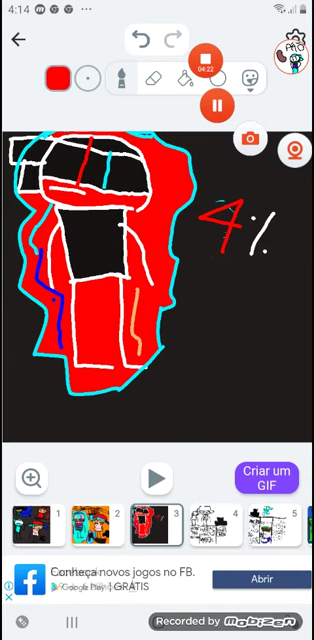 4:14
04:22
4%
Criar um
GIF
1
2
3
4
5
Conheça novos jogos no FB.
Google Play | GRÁTIS
Abrir
Recorded by Mobizen